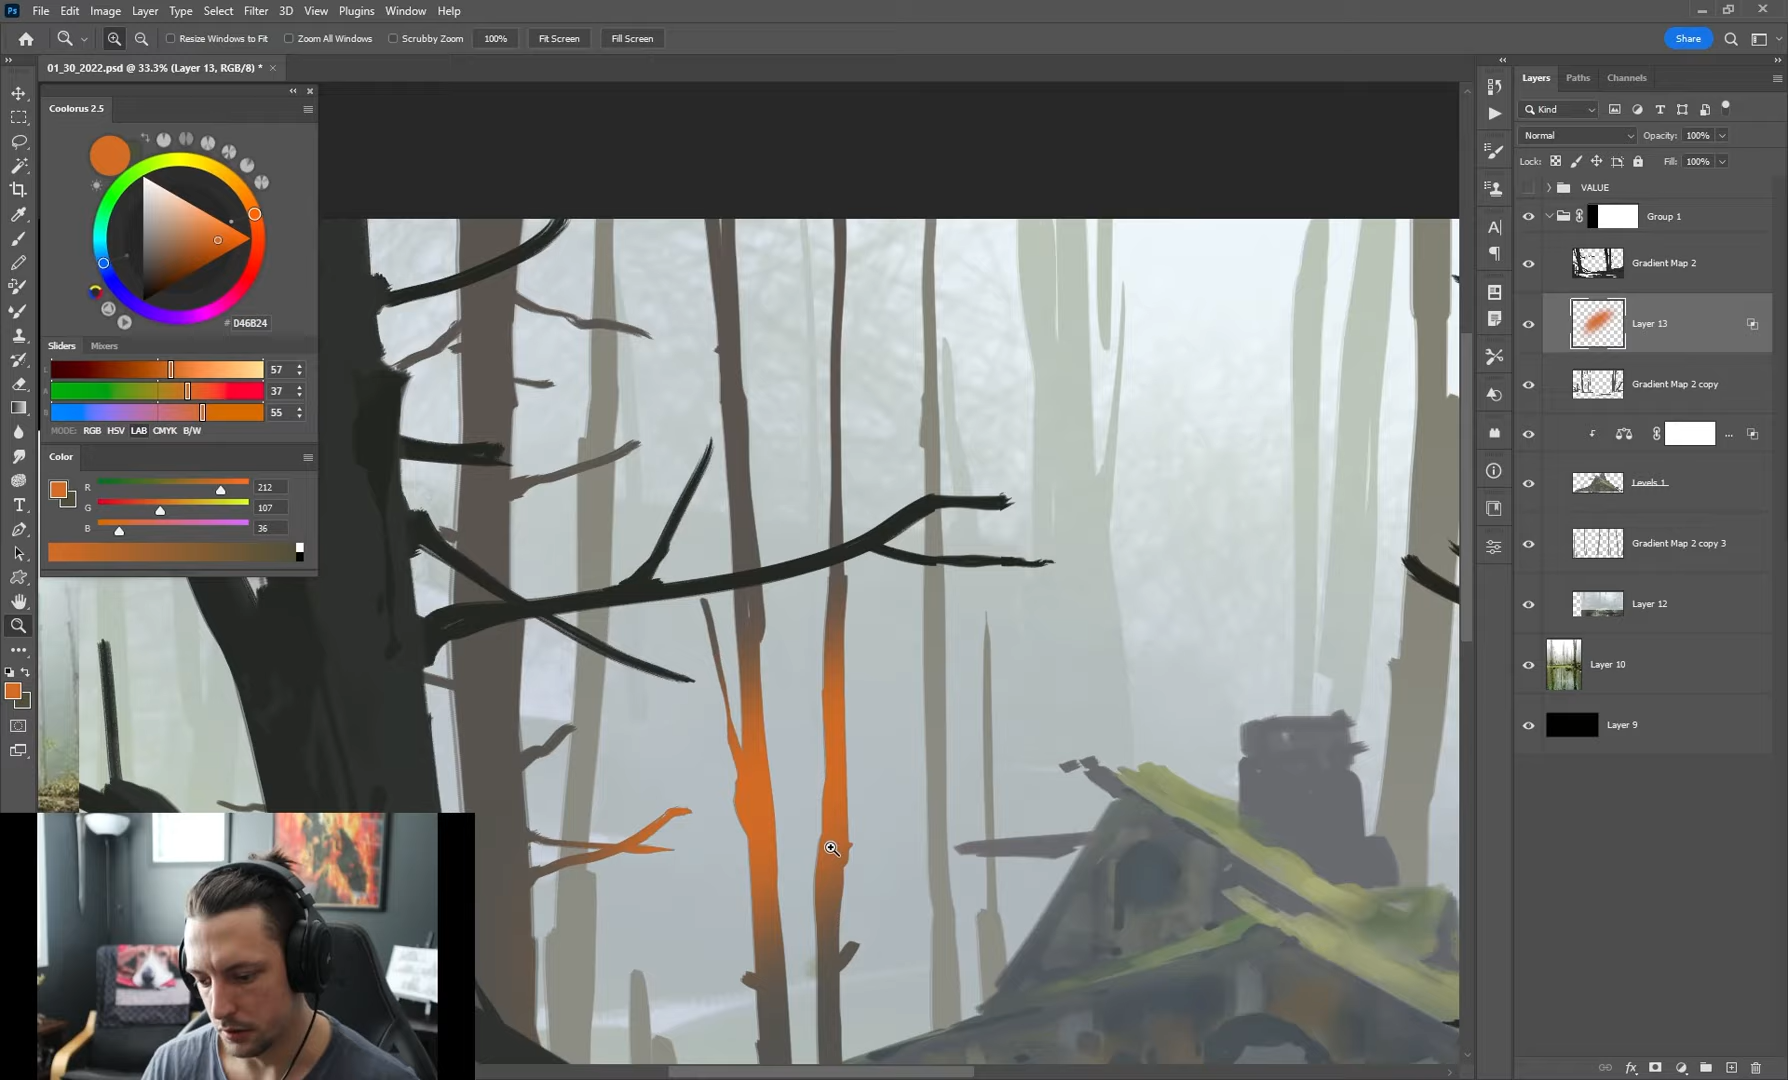 Ps File Edit Image Layer Type Select Filter 3D View Plugins Window Help
Resize Windows to Fit Zoom All Windows Scrubby Zoom 100% Fit Screen Fill Screen Share
01_30_2022.psd @ 33.3% (Layer 13, RGB/8) *
Coolorus 2.5
# D46B24
Sliders Mixers
L 57
A 37
B 55
MODE: RGB HSV LAB CMYK B/W
Color
R 212
G 107
B 36
Layers Paths Channels
Kind
Normal Opacity: 100%
Lock: Fill: 100%
VALUE
Group 1
Gradient Map 2
Layer 13
Gradient Map 2 copy
...
Levels 1
Gradient Map 2 copy 3
Layer 12
Layer 10
Layer 9
fx